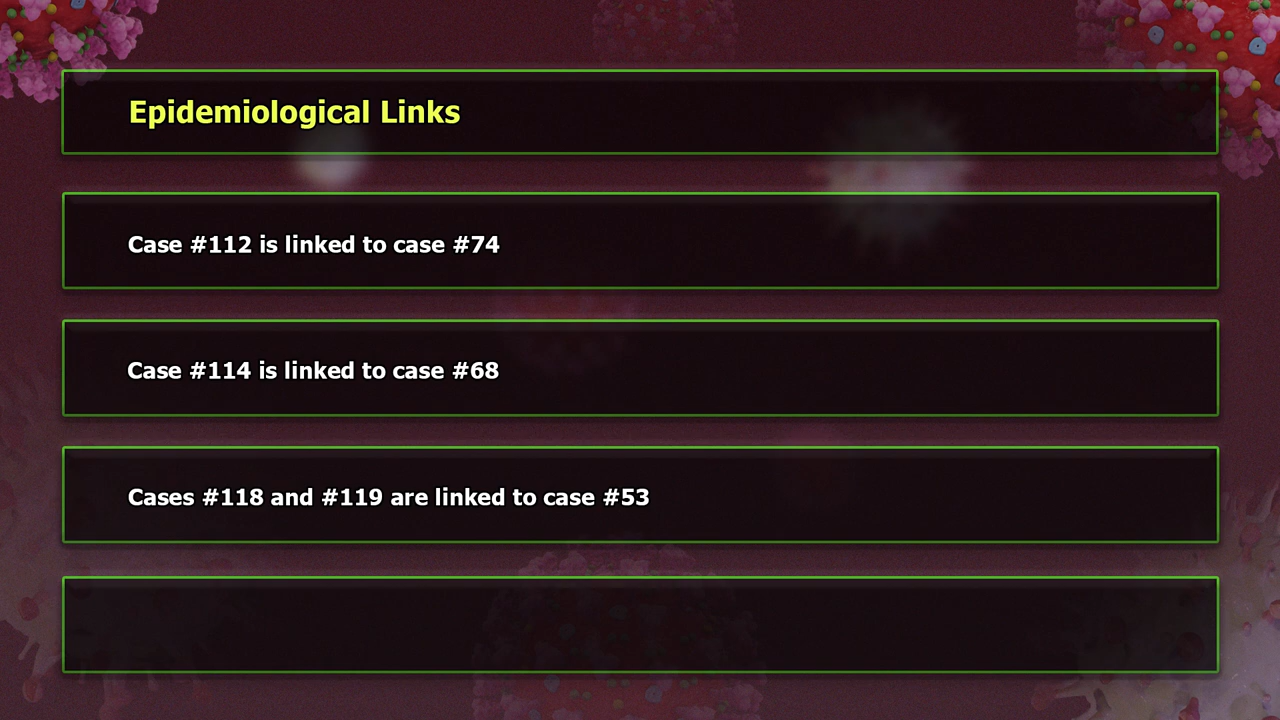 Epidemiological Links
Case #112 is linked to case #74
Case #114 is linked to case #68
Cases #118 and #119 are linked to case #53